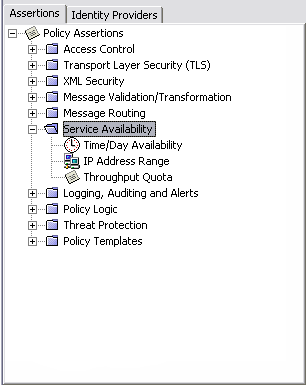 Assertions Identity Providers
Policy Assertions
Access Control
Transport Layer Security (TLS)
XML Security
Message Validation/Transformation
Message Routing
Service Availability
Time/Day Availability
IP Address Range
Throughput Quota
Logging, Auditing and Alerts
Policy Logic
Threat Protection
Policy Templates